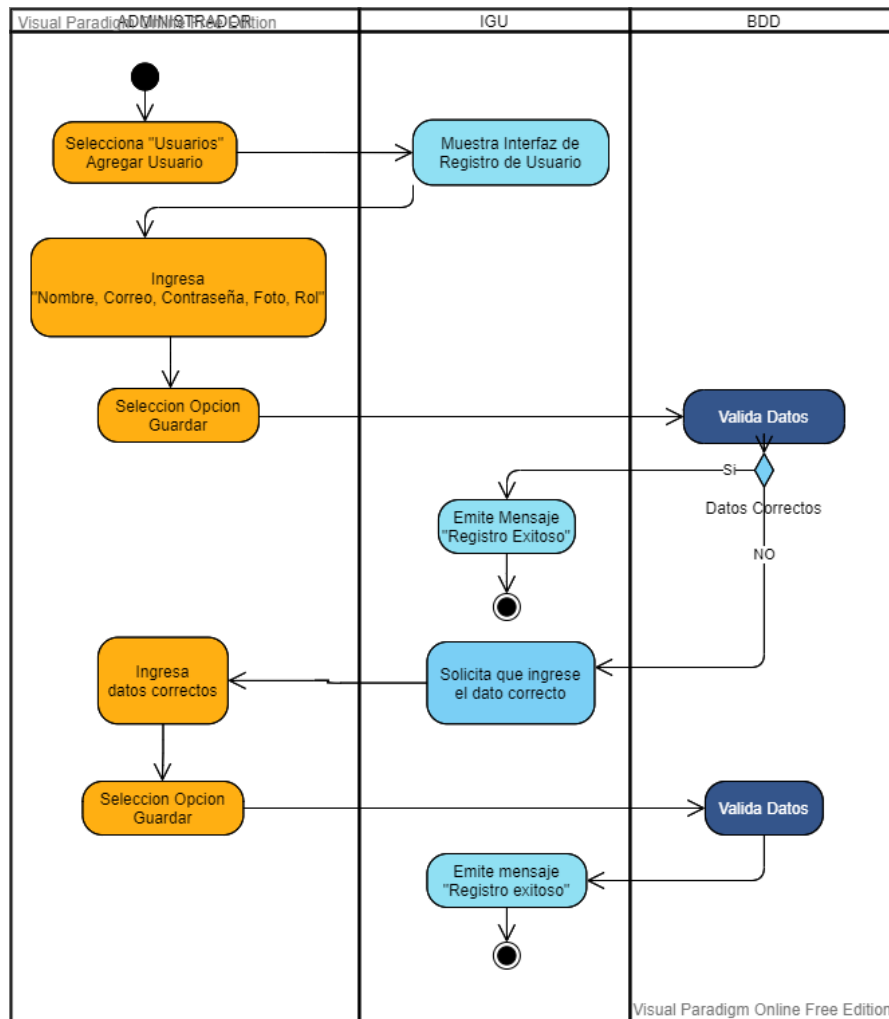 Visual Paradigm Online Free Edition
ADMINISTRADOR
IGU
BDD
Selecciona "Usuarios"
Agregar Usuario
Muestra Interfaz de
Registro de Usuario
Ingresa
"Nombre, Correo, Contraseña, Foto, Rol"
Seleccion Opcion
Guardar
Valida Datos
Si
Datos Correctos
Emite Mensaje
"Registro Exitoso"
NO
Ingresa
datos correctos
Solicita que ingrese
el dato correcto
Seleccion Opcion
Guardar
Valida Datos
Emite mensaje
"Registro exitoso"
Visual Paradigm Online Free Edition